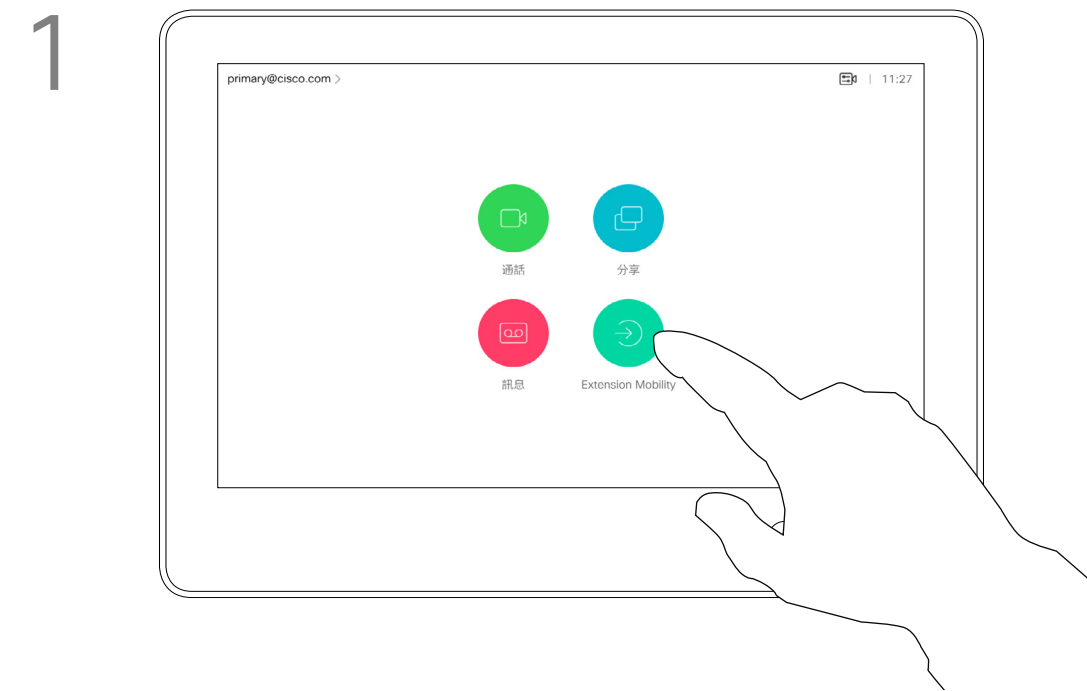 1
primary@cisco.com >
11:27
通話
分享
訊息
Extension Mobility